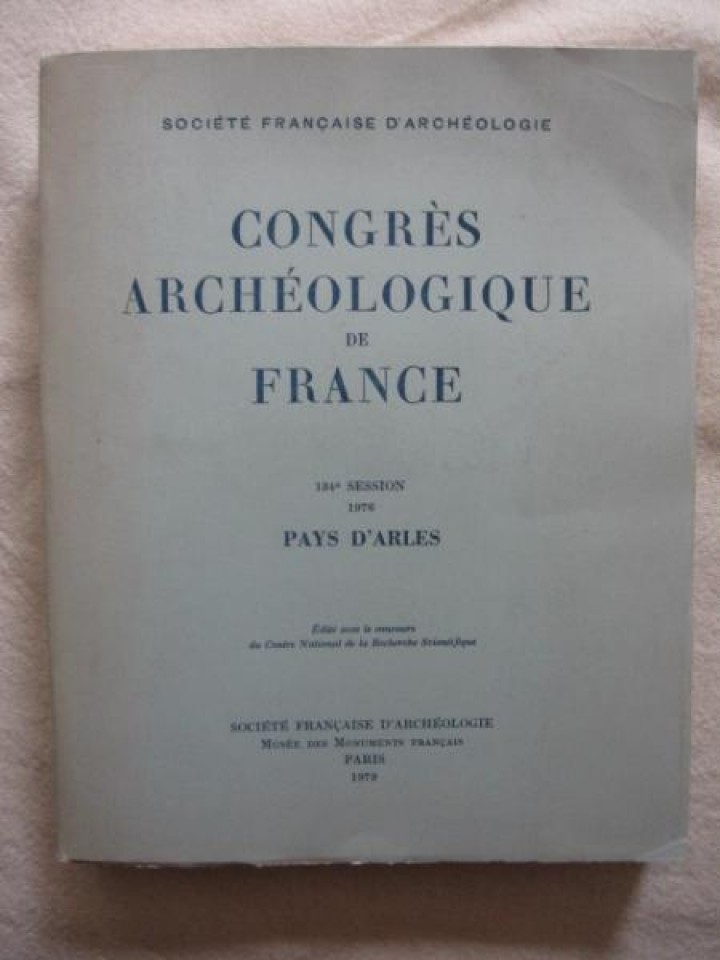 SOCIÉTÉ FRANÇAISE D'ARCHÉOLOGIE
CONGRÈS
ARCHÉOLOGIQUE
DE
FRANCE
134e SESSION
1976
PAYS D'ARLES
Édité avec le concours
du Centre National de la Recherche Scientifique
SOCIÉTÉ FRANÇAISE D'ARCHÉOLOGIE
MUSÉE DES MONUMENTS FRANÇAIS
PARIS
1979